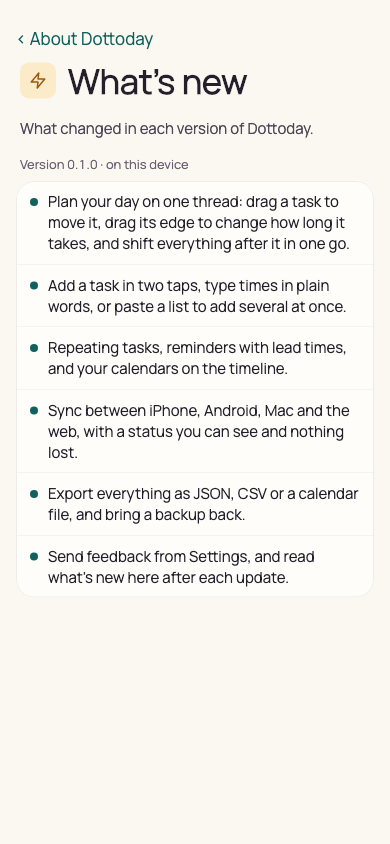 ‹ About Dottoday
What's new
What changed in each version of Dottoday.
Version 0.1.0 · on this device
Plan your day on one thread: drag a task to
move it, drag its edge to change how long it
takes, and shift everything after it in one go.
Add a task in two taps, type times in plain
words, or paste a list to add several at once.
Repeating tasks, reminders with lead times,
and your calendars on the timeline.
Sync between iPhone, Android, Mac and the
web, with a status you can see and nothing
lost.
Export everything as JSON, CSV or a calendar
file, and bring a backup back.
Send feedback from Settings, and read
what's new here after each update.